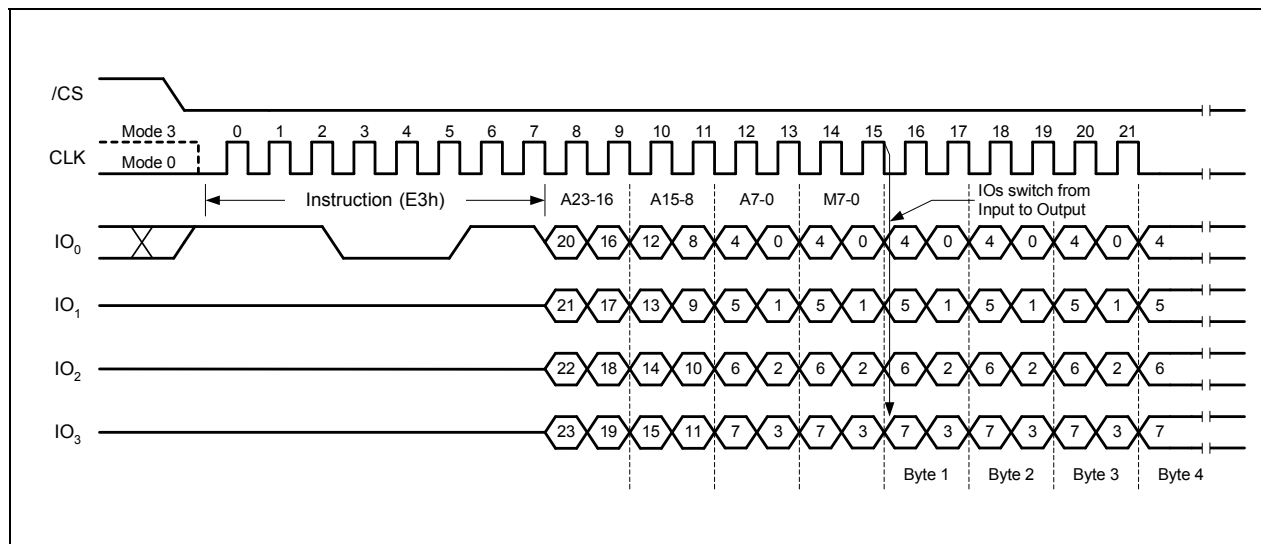 /CS
Mode 3
0 1 2 3 4 5 6 7 8 9 10 11 12 13 14 15 16 17 18 19 20 21
CLK
Mode 0
Instruction (E3h) A23-16 A15-8 A7-0 M7-0 IOs switch from
Input to Output
IO0 20 16 12 8 4 0 4 0 4 0 4 0 4 0 4
IO1 21 17 13 9 5 1 5 1 5 1 5 1 5 1 5
IO2 22 18 14 10 6 2 6 2 6 2 6 2 6 2 6
IO3 23 19 15 11 7 3 7 3 7 3 7 3 7 3 7
Byte 1 Byte 2 Byte 3 Byte 4